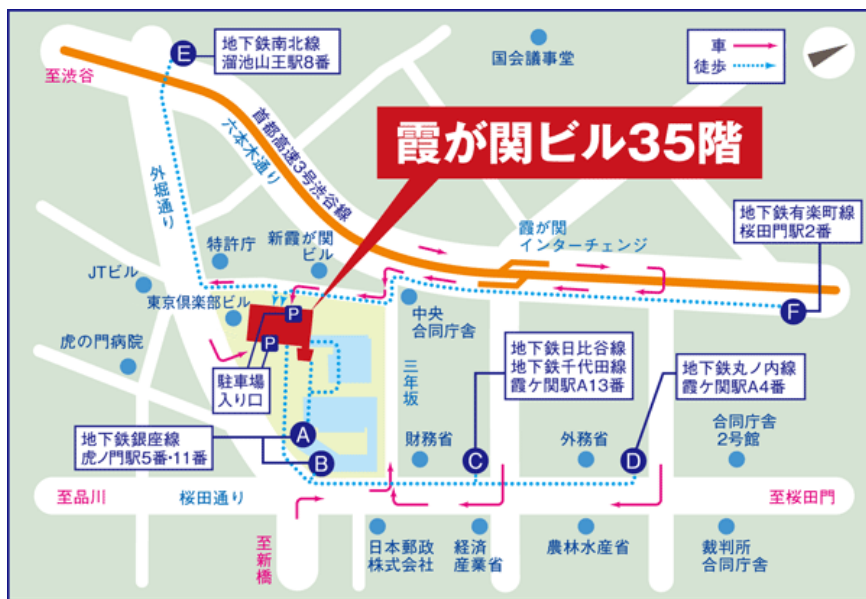 E
地下鉄南北線
溜池山王駅8番
国会議事堂
車
徒歩
至渋谷
首都高速3号渋谷線
六本木通り
霞が関ビル35階
外堀通り
特許庁
新霞が関
ビル
霞が関
インターチェンジ
地下鉄有楽町線
桜田門駅2番
JTビル
東京倶楽部ビル
P
P
中央
合同庁舎
F
虎の門病院
駐車場
入り口
三年坂
地下鉄日比谷線
地下鉄千代田線
霞ケ関駅A13番
地下鉄丸ノ内線
霞ケ関駅A4番
地下鉄銀座線
虎ノ門駅5番・11番
A
B
財務省
C
外務省
D
合同庁舎
2号館
至品川
桜田通り
至桜田門
至新橋
日本郵政
株式会社
経済
産業省
農林水産省
裁判所
合同庁舎